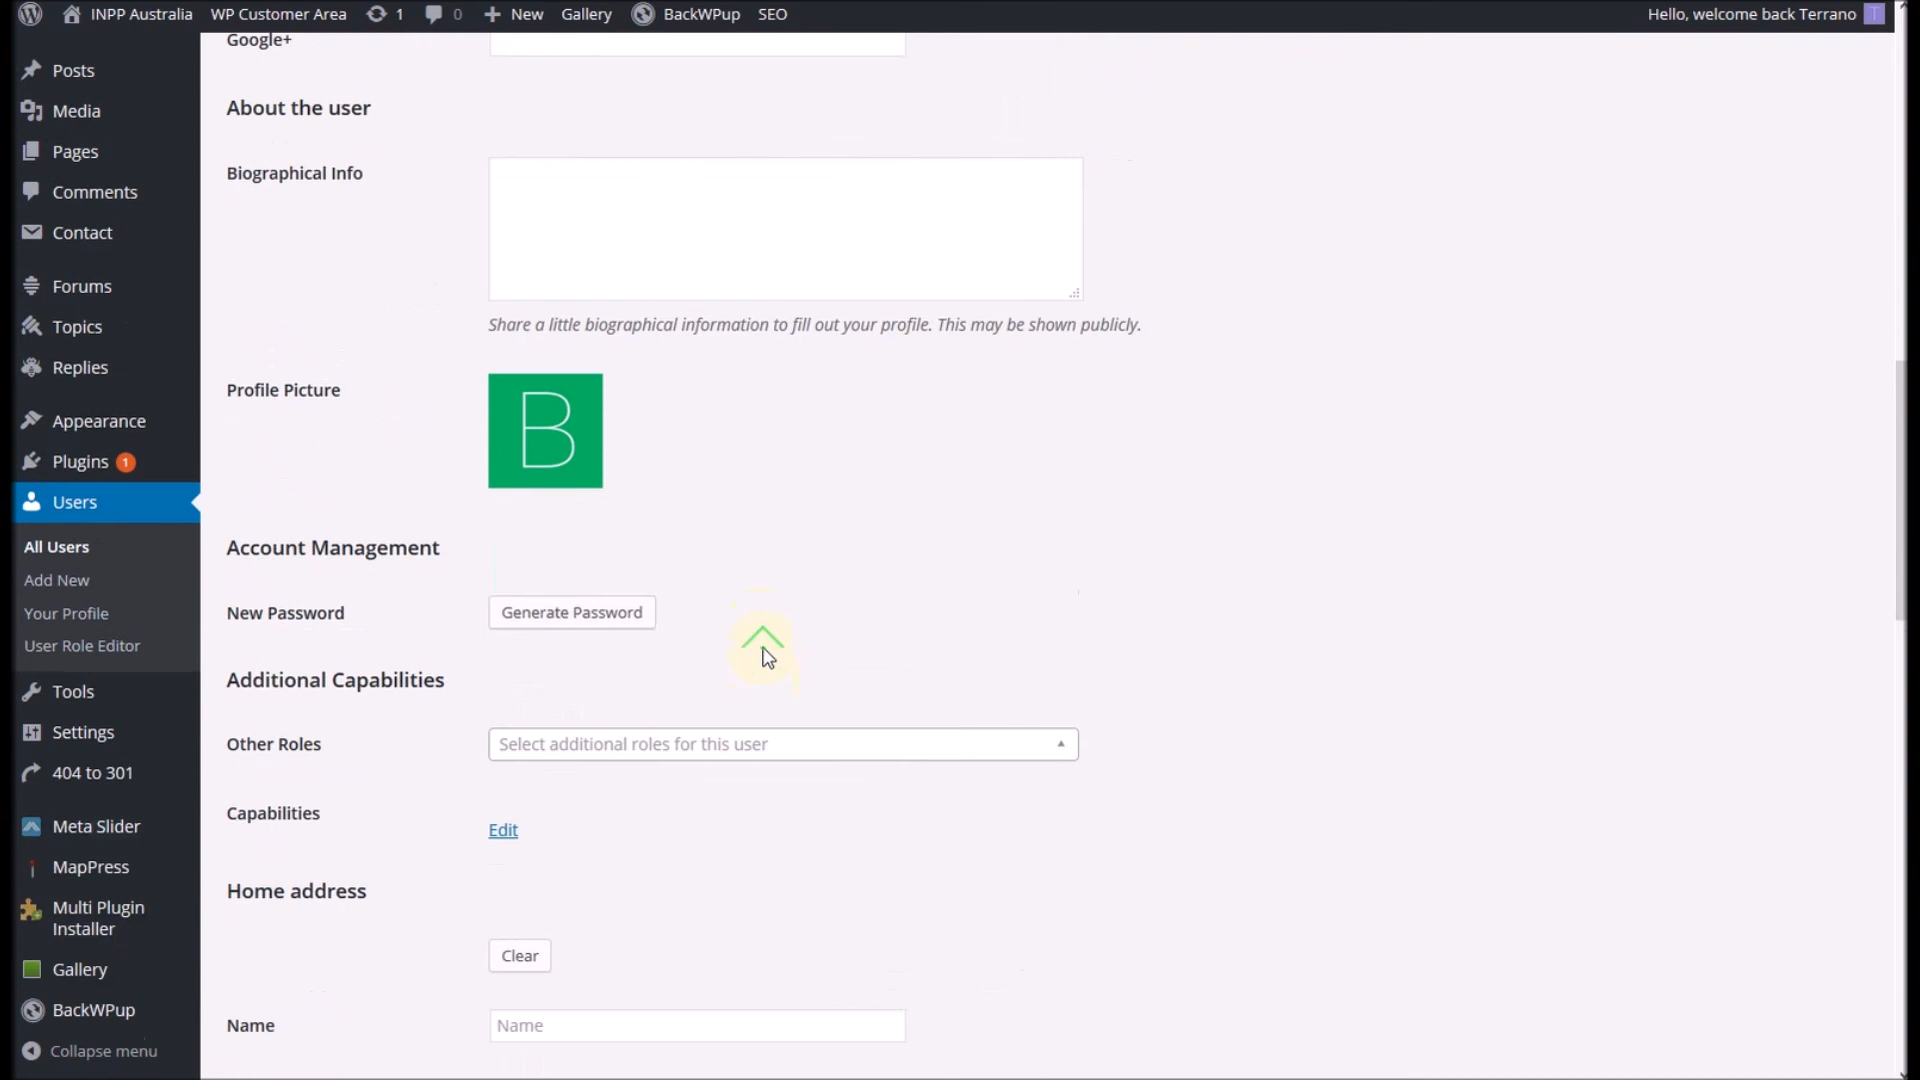 INPP Australia WP Customer Area 1 0 New Gallery BackWPup SEO Hello, welcome back Terrano T
Google+
Posts
About the user
Media
Pages
Biographical Info
Comments
Contact
Forums
Share a little biographical information to fill out your profile. This may be shown publicly.
Topics
Replies
Profile Picture
B
Appearance
Plugins 1
Users
All Users
Account Management
Add New
Your Profile
New Password Generate Password
User Role Editor
Additional Capabilities
Tools
Settings
Other Roles Select additional roles for this user
404 to 301
Capabilities
Meta Slider
Edit
MapPress
Home address
Multi Plugin
Installer
Clear
Gallery
BackWPup
Name Name
Collapse menu